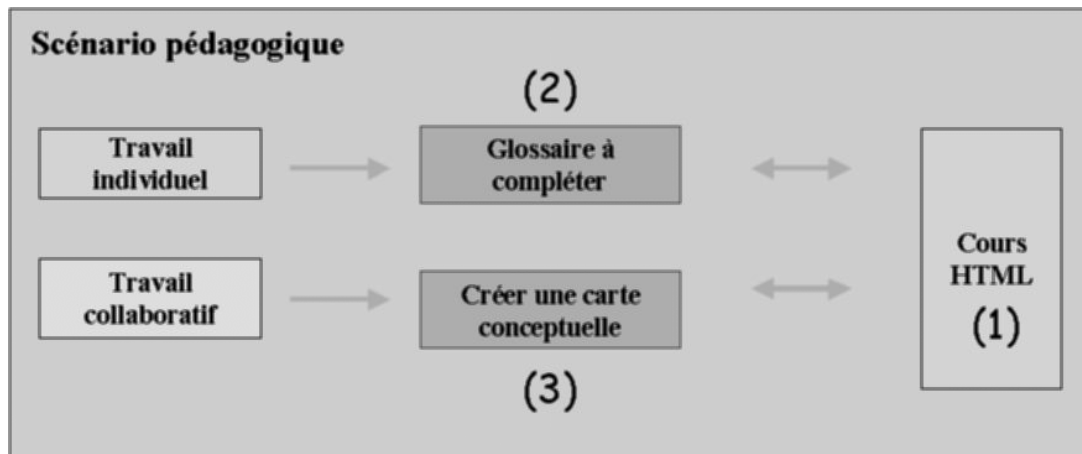 Scénario pédagogique
(2)
Travail
individuel
Glossaire à
compléter
Travail
collaboratif
Créer une carte
conceptuelle
(3)
Cours
HTML
(1)